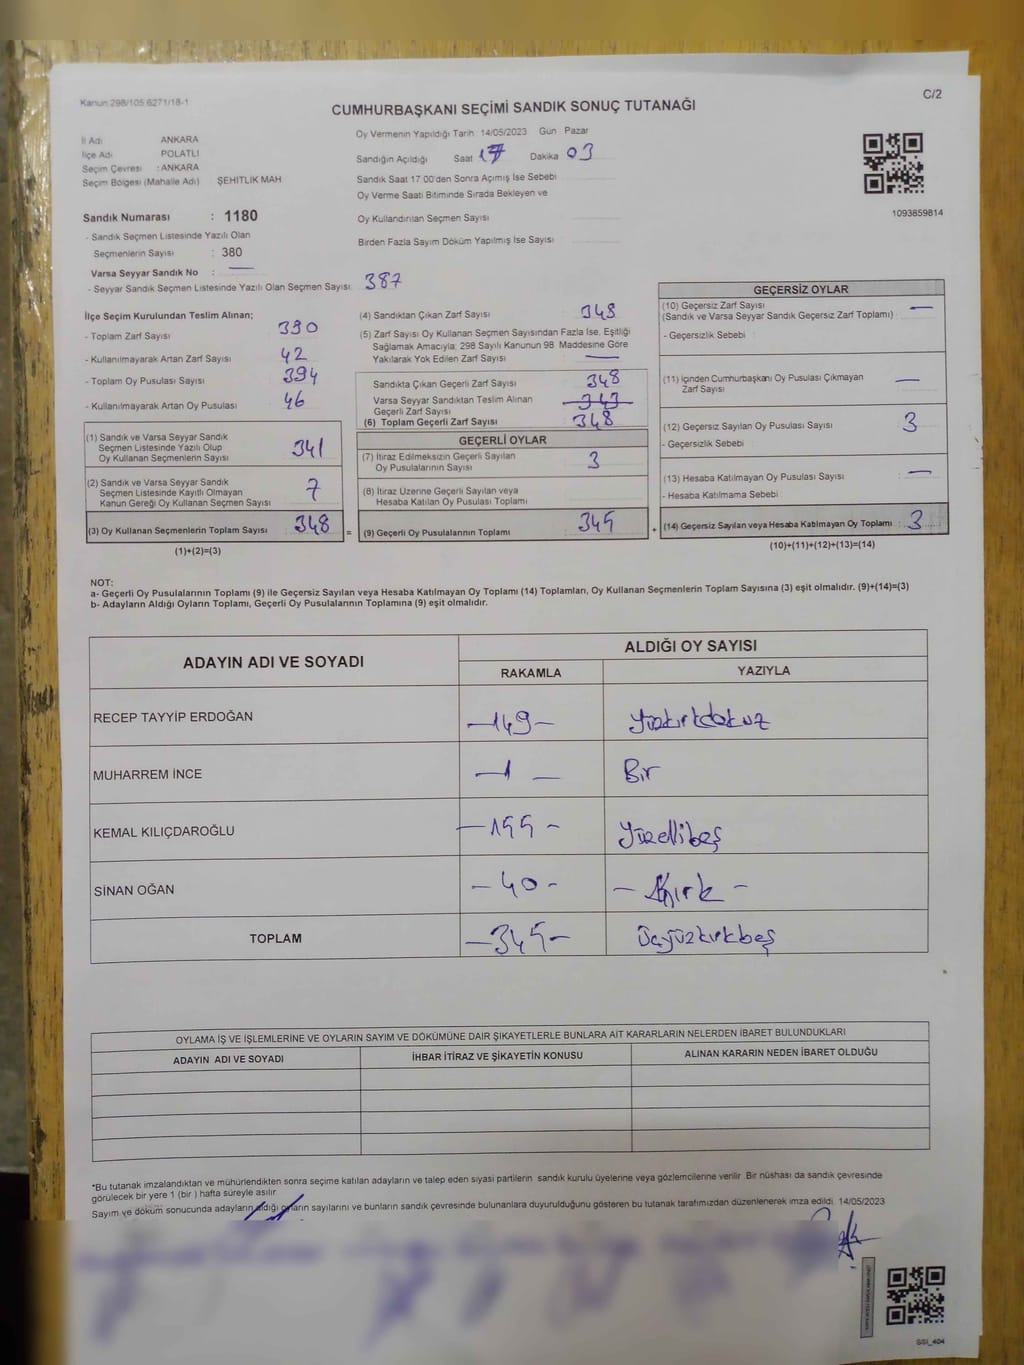 Kanun 298/105 6271/18-1
C/2
CUMHURBAŞKANI SEÇİMİ SANDIK SONUÇ TUTANAĞI
İl Adı ANKARA
İlçe Adı POLATLI
Seçim Çevresi : ANKARA
Seçim Bölgesi (Mahalle Adı) ŞEHİTLİK MAH
Oy Vermenin Yapıldığı Tarih: 14/05/2023 Gün Pazar
Sandığın Açıldığı Saat 17 Dakika 03
Sandık Saat 17 00'den Sonra Açımış İse Sebebi
Oy Verme Saati Bitiminde Sırada Bekleyen ve
Oy Kullandırılan Seçmen Sayısı
Birden Fazla Sayım Döküm Yapılmış İse Sayısı
1093859814
Sandık Numarası : 1180
- Sandık Seçmen Listesinde Yazılı Olan
Seçmenlerin Sayısı : 380
Varsa Seyyar Sandık No : —
- Seyyar Sandık Seçmen Listesinde Yazılı Olan Seçmen Sayısı: 387
İlçe Seçim Kurulundan Teslim Alınan;
- Toplam Zarf Sayısı 390
- Kullanılmayarak Artan Zarf Sayısı 42
- Toplam Oy Pusulası Sayısı 394
- Kullanılmayarak Artan Oy Pusulası 46
(1) Sandık ve Varsa Seyyar Sandık
Seçmen Listesinde Yazılı Olup
Oy Kullanan Seçmenlerin Sayısı 341
(2) Sandık ve Varsa Seyyar Sandık
Seçmen Listesinde Kayıtlı Olmayan
Kanun Gereği Oy Kullanan Seçmen Sayısı 7
(3) Oy Kullanan Seçmenlerin Toplam Sayısı 348 =
(1)+(2)=(3)
(4) Sandıktan Çıkan Zarf Sayısı 348
(5) Zarf Sayısı Oy Kullanan Seçmen Sayısından Fazla İse, Eşitliği
Sağlamak Amacıyla; 298 Sayılı Kanunun 98 Maddesine Göre
Yakılarak Yok Edilen Zarf Sayısı —
Sandıkta Çıkan Geçerli Zarf Sayısı 348
Varsa Seyyar Sandıktan Teslim Alınan
Geçerli Zarf Sayısı 343
(6) Toplam Geçerli Zarf Sayısı 348
GEÇERLİ OYLAR
(7) İtiraz Edilmeksizin Geçerli Sayılan
Oy Pusulalarının Sayısı 3
(8) İtiraz Üzerine Geçerli Sayılan veya
Hesaba Katılan Oy Pusulası Toplamı
(9) Geçerli Oy Pusulalarının Toplamı 345 +
GEÇERSİZ OYLAR
(10) Geçersiz Zarf Sayısı
(Sandık ve Varsa Seyyar Sandık Geçersiz Zarf Toplamı) : —
- Geçersizlik Sebebi :
(11) İçinden Cumhurbaşkanı Oy Pusulası Çıkmayan
Zarf Sayısı —
(12) Geçersiz Sayılan Oy Pusulası Sayısı 3
- Geçersizlik Sebebi
(13) Hesaba Katılmayan Oy Pusulası Sayısı —
- Hesaba Katılmama Sebebi
(14) Geçersiz Sayılan veya Hesaba Katılmayan Oy Toplamı : 3
(10)+(11)+(12)+(13)=(14)
NOT:
a- Geçerli Oy Pusulalarının Toplamı (9) ile Geçersiz Sayılan veya Hesaba Katılmayan Oy Toplamı (14) Toplamları, Oy Kullanan Seçmenlerin Toplam Sayısına (3) eşit olmalıdır. (9)+(14)=(3)
b- Adayların Aldığı Oyların Toplamı, Geçerli Oy Pusulalarının Toplamına (9) eşit olmalıdır.
ADAYIN ADI VE SOYADI ALDIĞI OY SAYISI
RAKAMLA YAZIYLA
RECEP TAYYİP ERDOĞAN -149- Yüzkırkdokuz
MUHARREM İNCE -1- Bir
KEMAL KILIÇDAROĞLU -155- Yüzellibeş
SİNAN OĞAN -40- -Kırk-
TOPLAM -345- Üçyüzkırkbeş
OYLAMA İŞ VE İŞLEMLERİNE VE OYLARIN SAYIM VE DÖKÜMÜNE DAİR ŞİKAYETLERLE BUNLARA AİT KARARLARIN NELERDEN İBARET BULUNDUKLARI
ADAYIN ADI VE SOYADI İHBAR İTİRAZ VE ŞİKAYETİN KONUSU ALINAN KARARIN NEDEN İBARET OLDUĞU
*Bu tutanak imzalandıktan ve mühürlendikten sonra seçime katılan adayların ve talep eden siyasi partilerin sandık kurulu üyelerine veya gözlemcilerine verilir. Bir nüshası da sandık çevresinde
görülecek bir yere 1 (bir) hafta süreyle asılır.
Sayım ve döküm sonucunda adayların aldığı oyların sayılarını ve bunların sandık çevresinde bulunanlara duyurulduğunu gösteren bu tutanak tarafımızdan düzenlenerek imza edildi. 14/05/2023
SSI_404